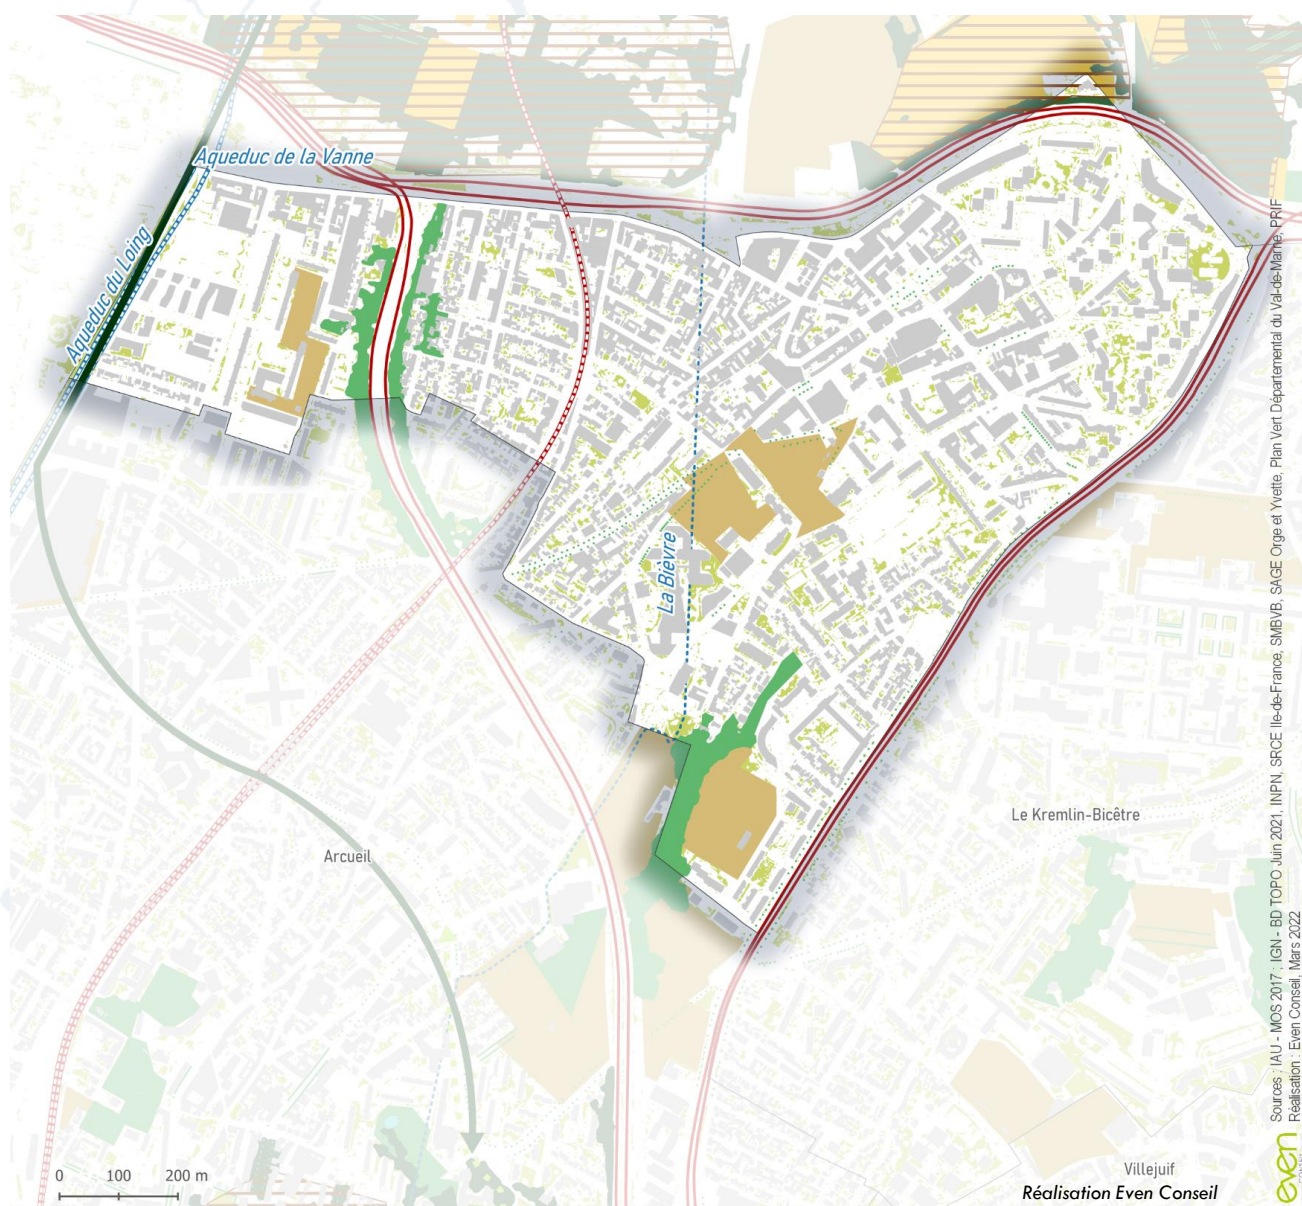 Aqueduc de la Vanne
Aqueduc du Loing
La Bièvre
Le Kremlin-Bicêtre
Arcueil
Villejuif
0 100 200 m
Réalisation Even Conseil
Sources : IAU - MOS 2017 ; IGN - BD TOPO Juin 2021, INPN, SRCE Ile-de-France, SMBVB, SAGE Orge et Yvette, Plan Vert Départemental du Val-de-Marne, PRIF
Réalisation : Even Conseil, Mars 2022
even
CONSEIL